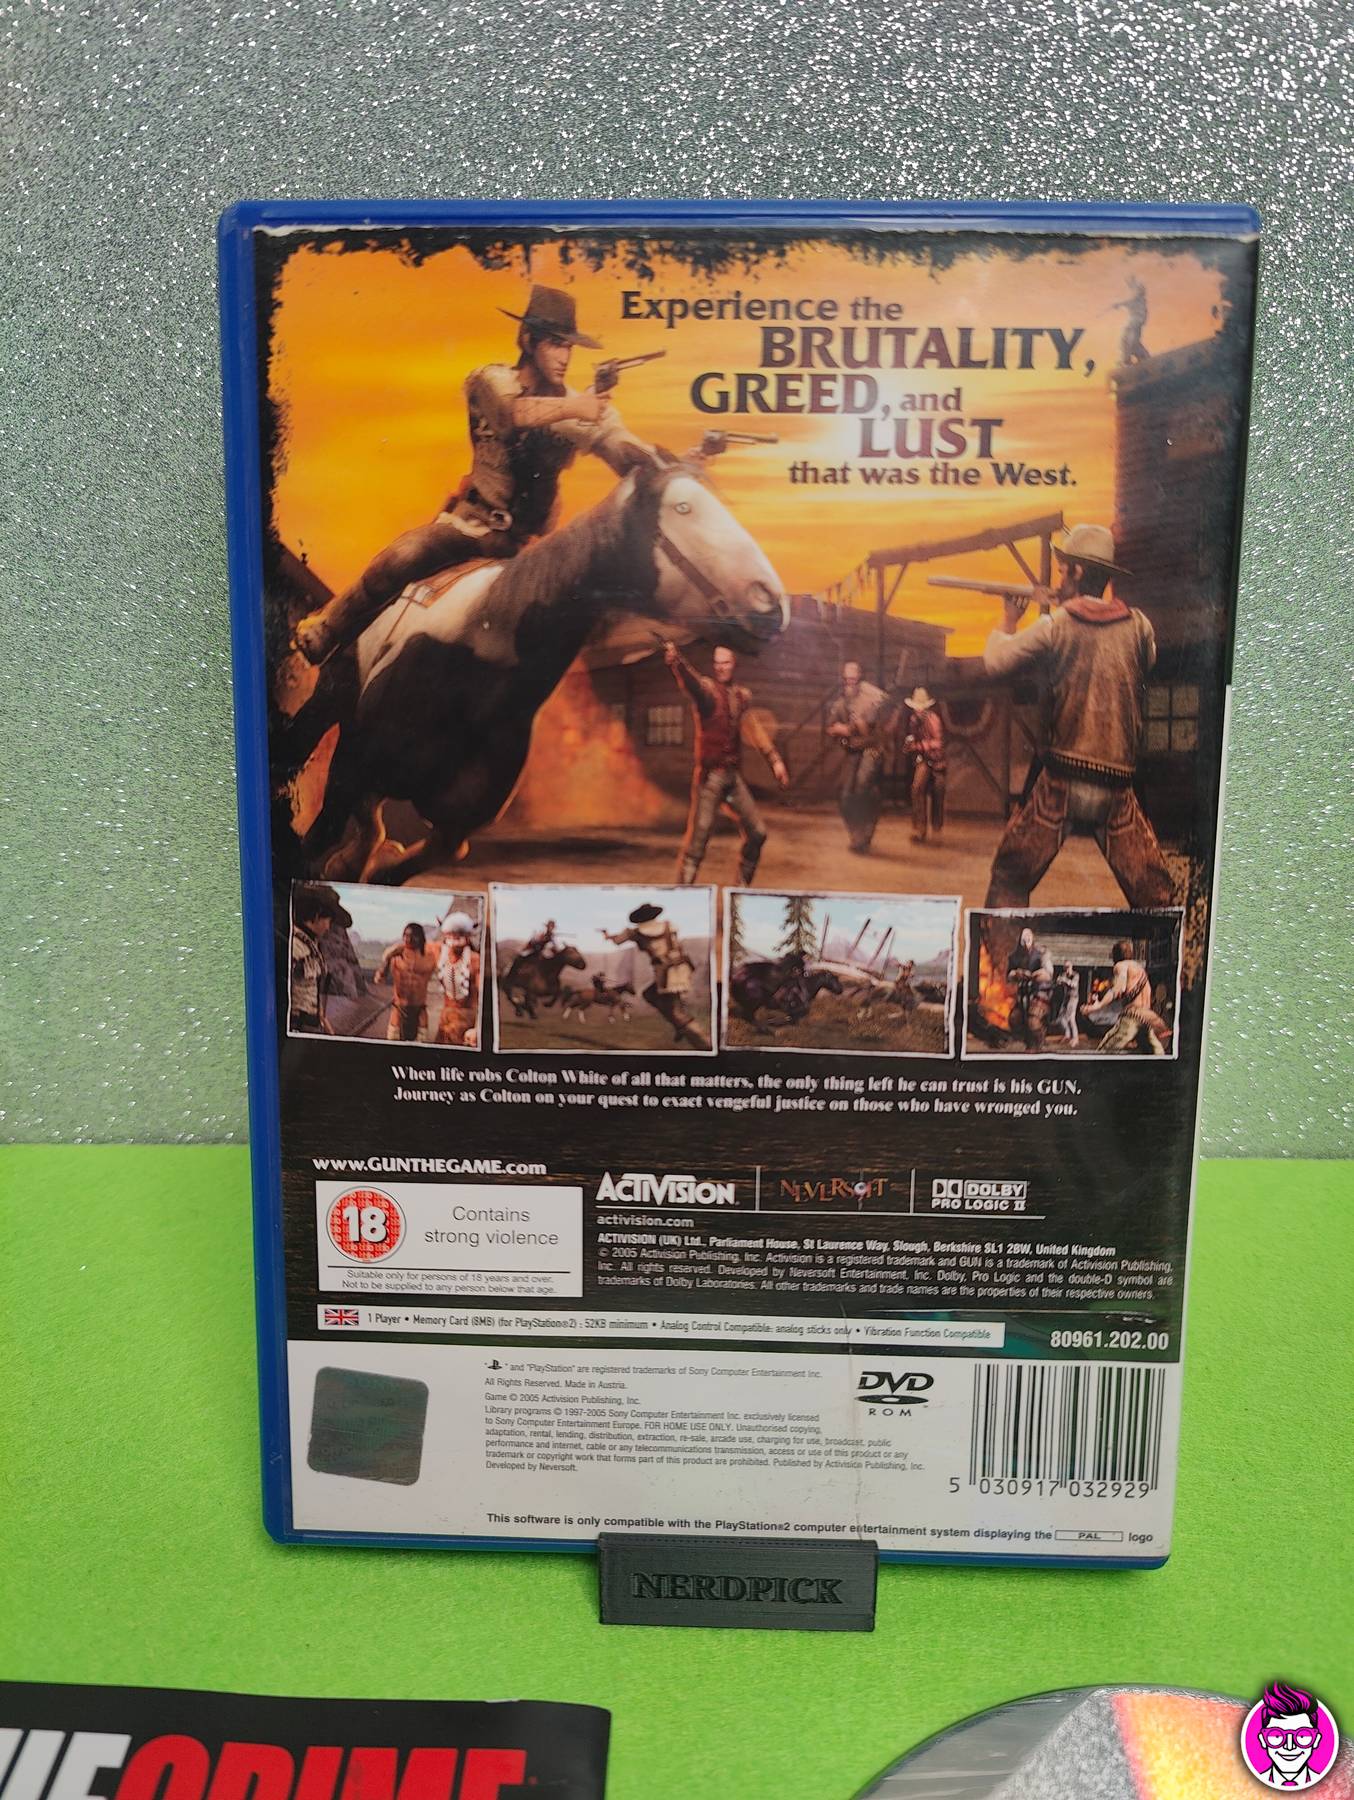 Experience the
BRUTALITY,
GREED, and
LUST
that was the West.
When life robs Colton White of all that matters, the only thing left he can trust is his GUN.
Journey as Colton on your quest to exact vengeful justice on those who have wronged you.
www.GUNTHEGAME.com
18
Contains
strong violence
Suitable only for persons of 18 years and over.
Not to be supplied to any person below that age.
ACTIVISION
NEVERSOFT
DOLBY
PRO LOGIC II
activision.com
ACTIVISION (UK) Ltd., Parliament House, St Laurence Way, Slough, Berkshire SL1 2BW, United Kingdom
© 2005 Activision Publishing, Inc. Activision is a registered trademark and GUN is a trademark of Activision Publishing,
Inc. All rights reserved. Developed by Neversoft Entertainment, Inc. Dolby, Pro Logic and the double-D symbol are
trademarks of Dolby Laboratories. All other trademarks and trade names are the properties of their respective owners.
1 Player • Memory Card (8MB) (for PlayStation®2) : 52KB minimum • Analog Control Compatible: analog sticks only • Vibration Function Compatible
80961.202.00
" " and "PlayStation" are registered trademarks of Sony Computer Entertainment Inc.
All Rights Reserved. Made in Austria.
Game © 2005 Activision Publishing, Inc.
Library programs © 1997-2005 Sony Computer Entertainment Inc. exclusively licensed
to Sony Computer Entertainment Europe. FOR HOME USE ONLY. Unauthorised copying,
adaptation, rental, lending, distribution, extraction, re-sale, arcade use, charging for use, broadcast, public
performance and internet, cable or any telecommunications transmission, access or use of this product or any
trademark or copyright work that forms part of this product are prohibited. Published by Activision Publishing, Inc.
Developed by Neversoft.
DVD
ROM
5 030917 032929
This software is only compatible with the PlayStation®2 computer entertainment system displaying the PAL logo
NERDPICK